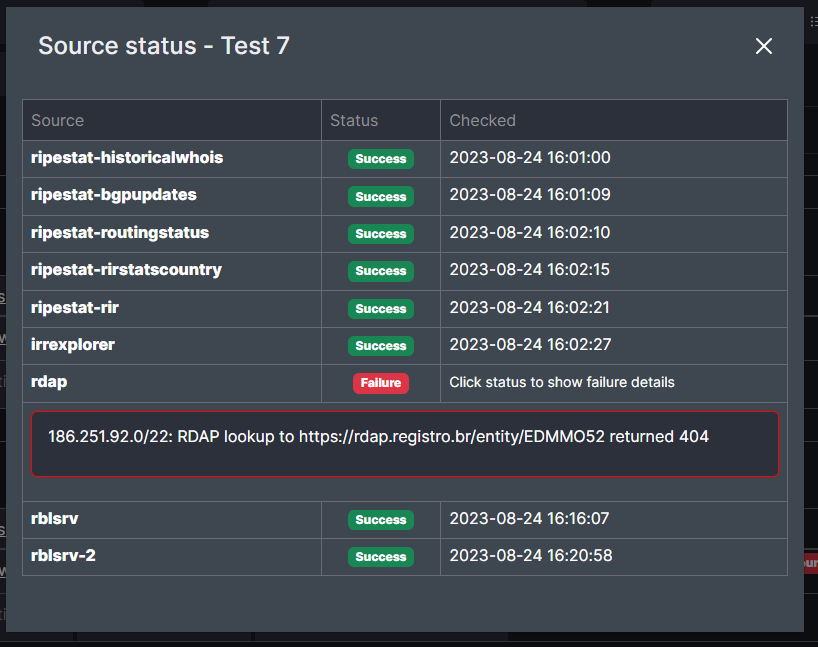 Source status - Test 7
Source Status Checked
ripestat-historicalwhois Success 2023-08-24 16:01:00
ripestat-bgpupdates Success 2023-08-24 16:01:09
ripestat-routingstatus Success 2023-08-24 16:02:10
ripestat-rirstatscountry Success 2023-08-24 16:02:15
ripestat-rir Success 2023-08-24 16:02:21
irrexplorer Success 2023-08-24 16:02:27
rdap Failure Click status to show failure details
186.251.92.0/22: RDAP lookup to https://rdap.registro.br/entity/EDMMO52 returned 404
rblsrv Success 2023-08-24 16:16:07
rblsrv-2 Success 2023-08-24 16:20:58